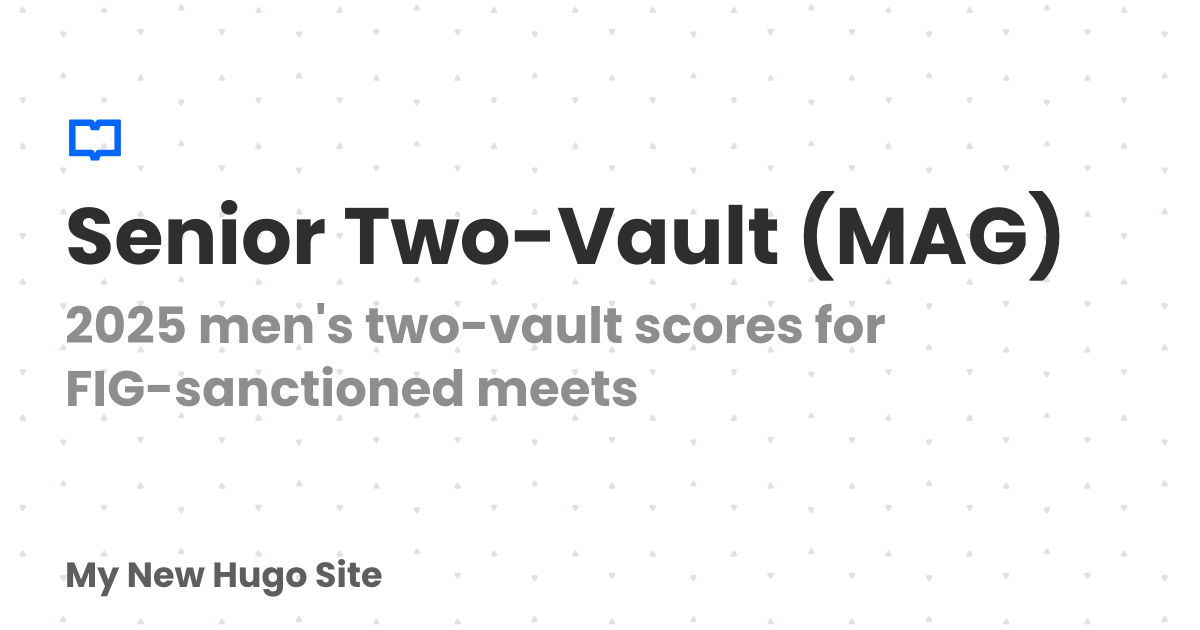 Senior Two-Vault (MAG)
2025 men's two-vault scores for
FIG-sanctioned meets
My New Hugo Site